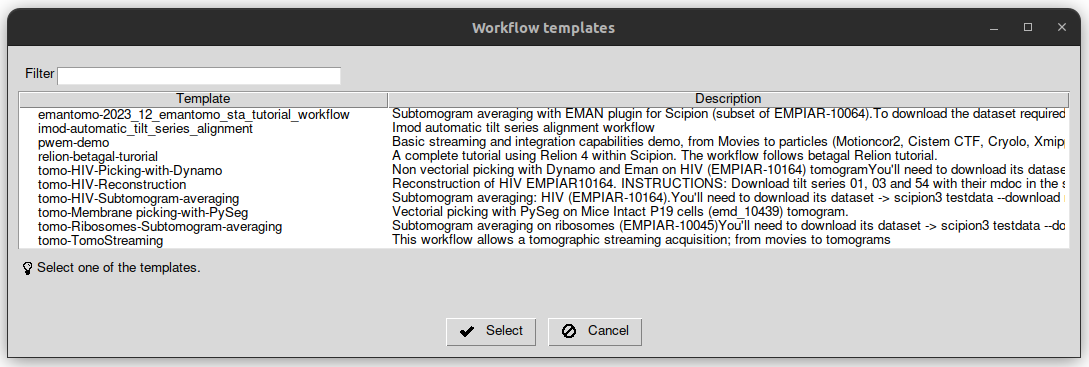 Workflow templates
Filter
Template Description
emantomo-2023_12_emantomo_sta_tutorial_workflow Subtomogram averaging with EMAN plugin for Scipion (subset of EMPIAR-10064).To download the dataset required
imod-automatic_tilt_series_alignment Imod automatic tilt series alignment workflow
pwem-demo Basic streaming and integration capabilities demo, from Movies to particles (Motioncor2, Cistem CTF, Cryolo, Xmipp
relion-betagal-turorial A complete tutorial using Relion 4 within Scipion. The workflow follows betagal Relion tutorial.
tomo-HIV-Picking-with-Dynamo Non vectorial picking with Dynamo and Eman on HIV (EMPIAR-10164) tomogramYou'll need to download its datase
tomo-HIV-Reconstruction Reconstruction of HIV EMPIAR10164. INSTRUCTIONS: Download tilt series 01, 03 and 54 with their mdoc in the s
tomo-HIV-Subtomogram-averaging Subtomogram averaging: HIV (EMPIAR-10164).You'll need to download its dataset -> scipion3 testdata --download
tomo-Membrane picking-with-PySeg Vectorial picking with PySeg on Mice Intact P19 cells (emd_10439) tomogram.
tomo-Ribosomes-Subtomogram-averaging Subtomogram averaging on ribosomes (EMPIAR-10045)You'll need to download its dataset -> scipion3 testdata --do
tomo-TomoStreaming This workflow allows a tomographic streaming acquisition; from movies to tomograms
Select one of the templates.
Select Cancel